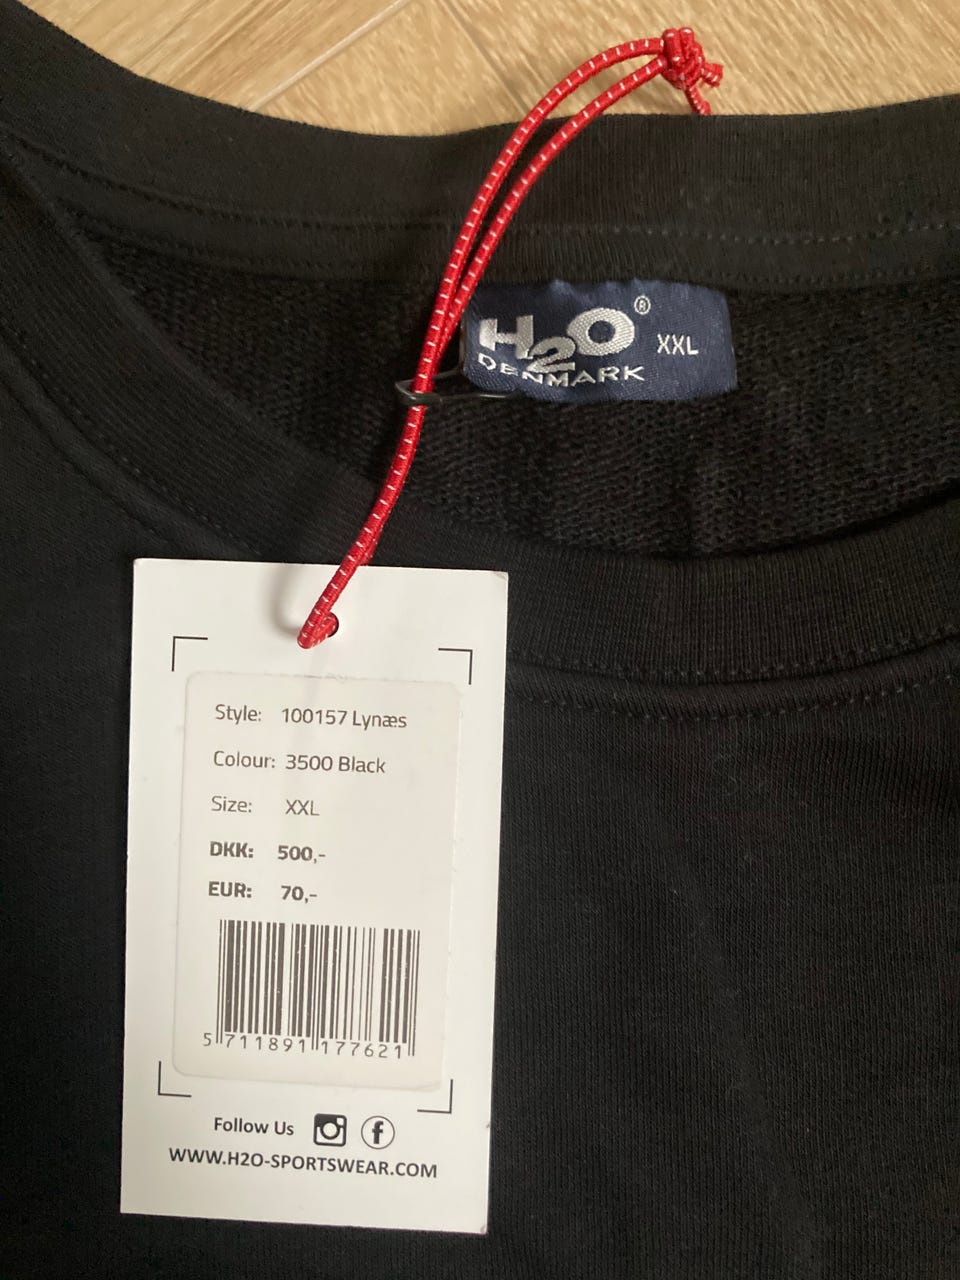 H2O®
XXL
DENMARK
Style: 100157 Lynæs
Colour: 3500 Black
Size: XXL
DKK: 500,-
EUR: 70,-
5 711891 177621
Follow Us
WWW.H2O-SPORTSWEAR.COM